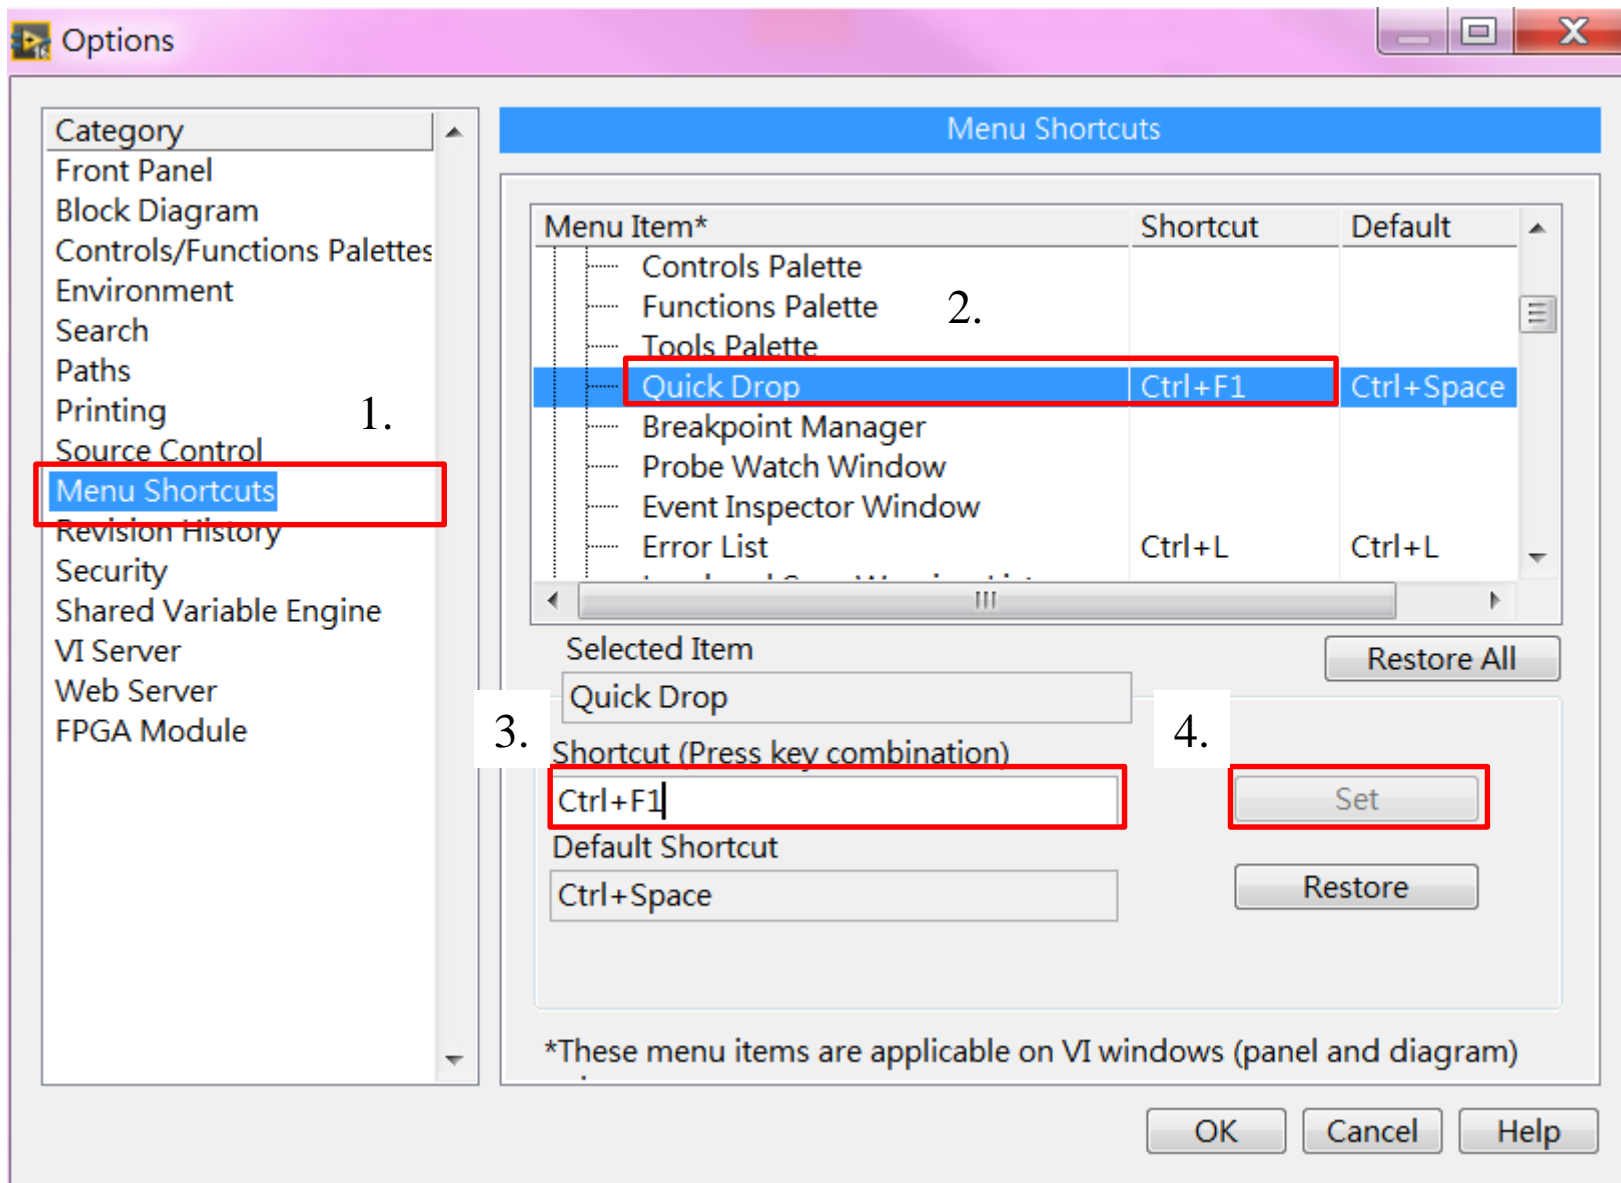 Options
Category
Front Panel
Block Diagram
Controls/Functions Palettes
Environment
Search
Paths
Printing
1.
Source Control
Menu Shortcuts
Revision History
Security
Shared Variable Engine
VI Server
Web Server
FPGA Module
Menu Shortcuts
Menu Item* Shortcut Default
Controls Palette
Functions Palette
2.
Tools Palette
Quick Drop Ctrl+F1 Ctrl+Space
Breakpoint Manager
Probe Watch Window
Event Inspector Window
Error List Ctrl+L Ctrl+L
Selected Item
Restore All
Quick Drop
3.
4.
Shortcut (Press key combination)
Ctrl+F1
Set
Default Shortcut
Ctrl+Space
Restore
*These menu items are applicable on VI windows (panel and diagram)
OK Cancel Help